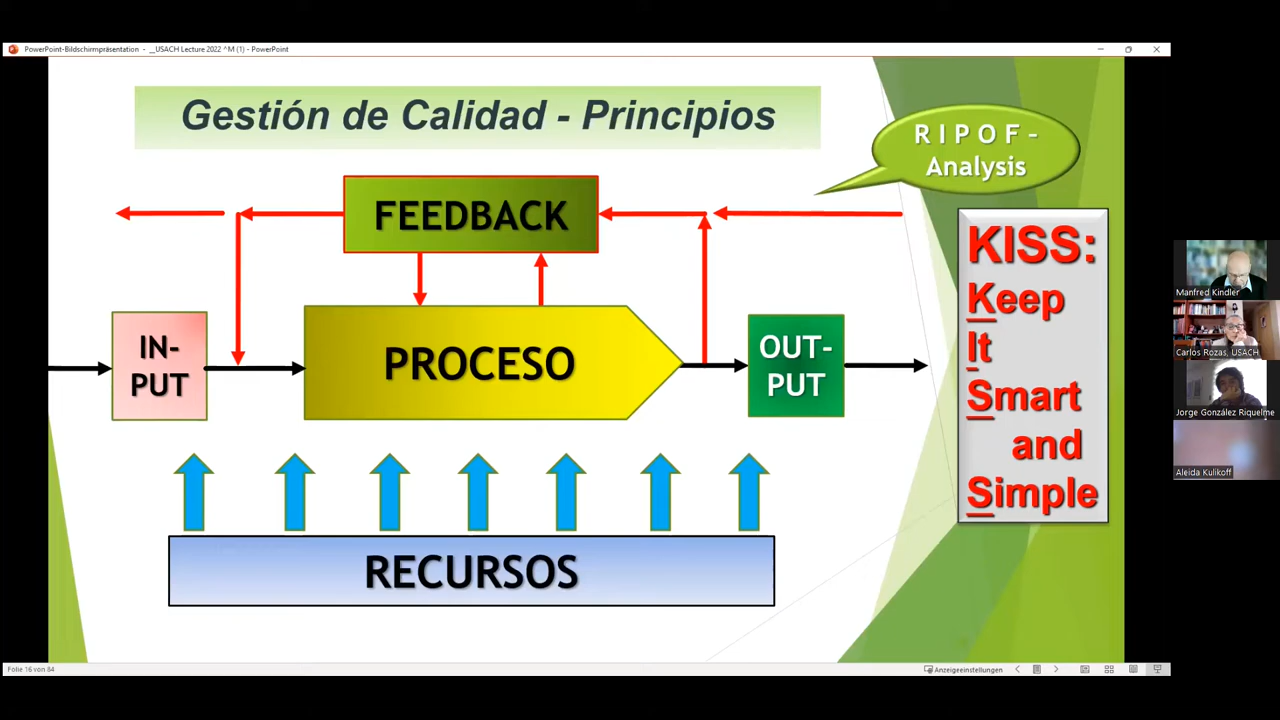 PowerPoint-Bildschirmpräsentation - __USACH Lecture 2022 ^M (1) - PowerPoint
Gestión de Calidad - Principios
R I P O F -
Analysis
FEEDBACK
KISS:
Keep
It
Smart
and
Simple
IN-
PUT
PROCESO
OUT-
PUT
RECURSOS
Manfred Kindler
Carlos Rozas, USACH
Jorge González Riquelme
Aleida Kulikoff
Folie 16 von 84
Anzeigeeinstellungen